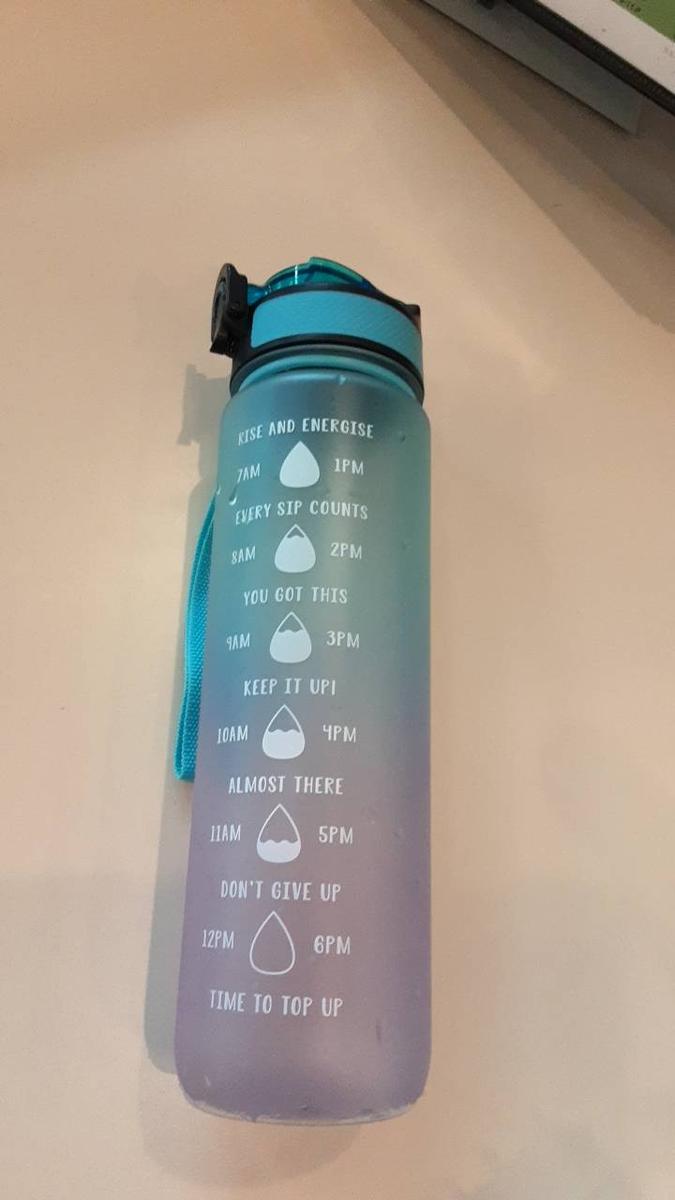 RISE AND ENERGISE
7AM 1PM
EVERY SIP COUNTS
8AM 2PM
YOU GOT THIS
9AM 3PM
KEEP IT UP!
10AM 4PM
ALMOST THERE
11AM 5PM
DON'T GIVE UP
12PM 6PM
TIME TO TOP UP